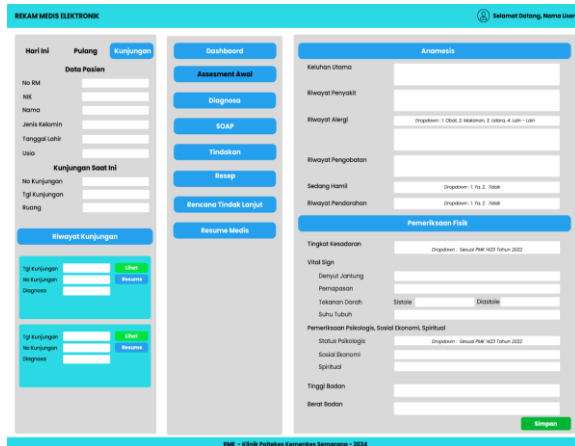 REKAM MEDIS ELEKTRONIK
Selamat Datang, Nama User
Hari Ini Pulang Kunjungan
Data Pasien
No RM
NIK
Nama
Jenis Kelamin
Tanggal Lahir
Usia
Kunjungan Saat Ini
No Kunjungan
Tgl Kunjungan
Ruang
Riwayat Kunjungan
Tgl Kunjungan Lihat
No Kunjungan Resume
Diagnosa
Tgl Kunjungan Lihat
No Kunjungan Resume
Diagnosa
Dashboard
Assesment Awal
Diagnosa
SOAP
Tindakan
Resep
Rencana Tindak Lanjut
Resume Medis
Anamesis
Keluhan Utama
Riwayat Penyakit
Riwayat Alergi Dropdown : 1. Obat, 2. Makanan, 3. Udara, 4. Lain - Lain
Riwayat Pengobatan
Sedang Hamil Dropdown : 1. Ya, 2. Tidak
Riwayat Pendarahan Dropdown : 1. Ya, 2. Tidak
Pemeriksaan Fisik
Tingkat Kesadaran Dropdown : Sesuai PMK 1423 Tahun 2022
Vital Sign
Denyut Jantung
Pernapasan
Tekanan Darah Sistole Diastole
Suhu Tubuh
Pemeriksaan Psikologis, Sosial Ekonomi, Spiritual
Status Psikologis Dropdown : Sesuai PMK 1423 Tahun 2022
Sosial Ekonomi
Spiritual
Tinggi Badan
Berat Badan
Simpan
RME - Klinik Poltekes Kemenkes Semarang - 2024